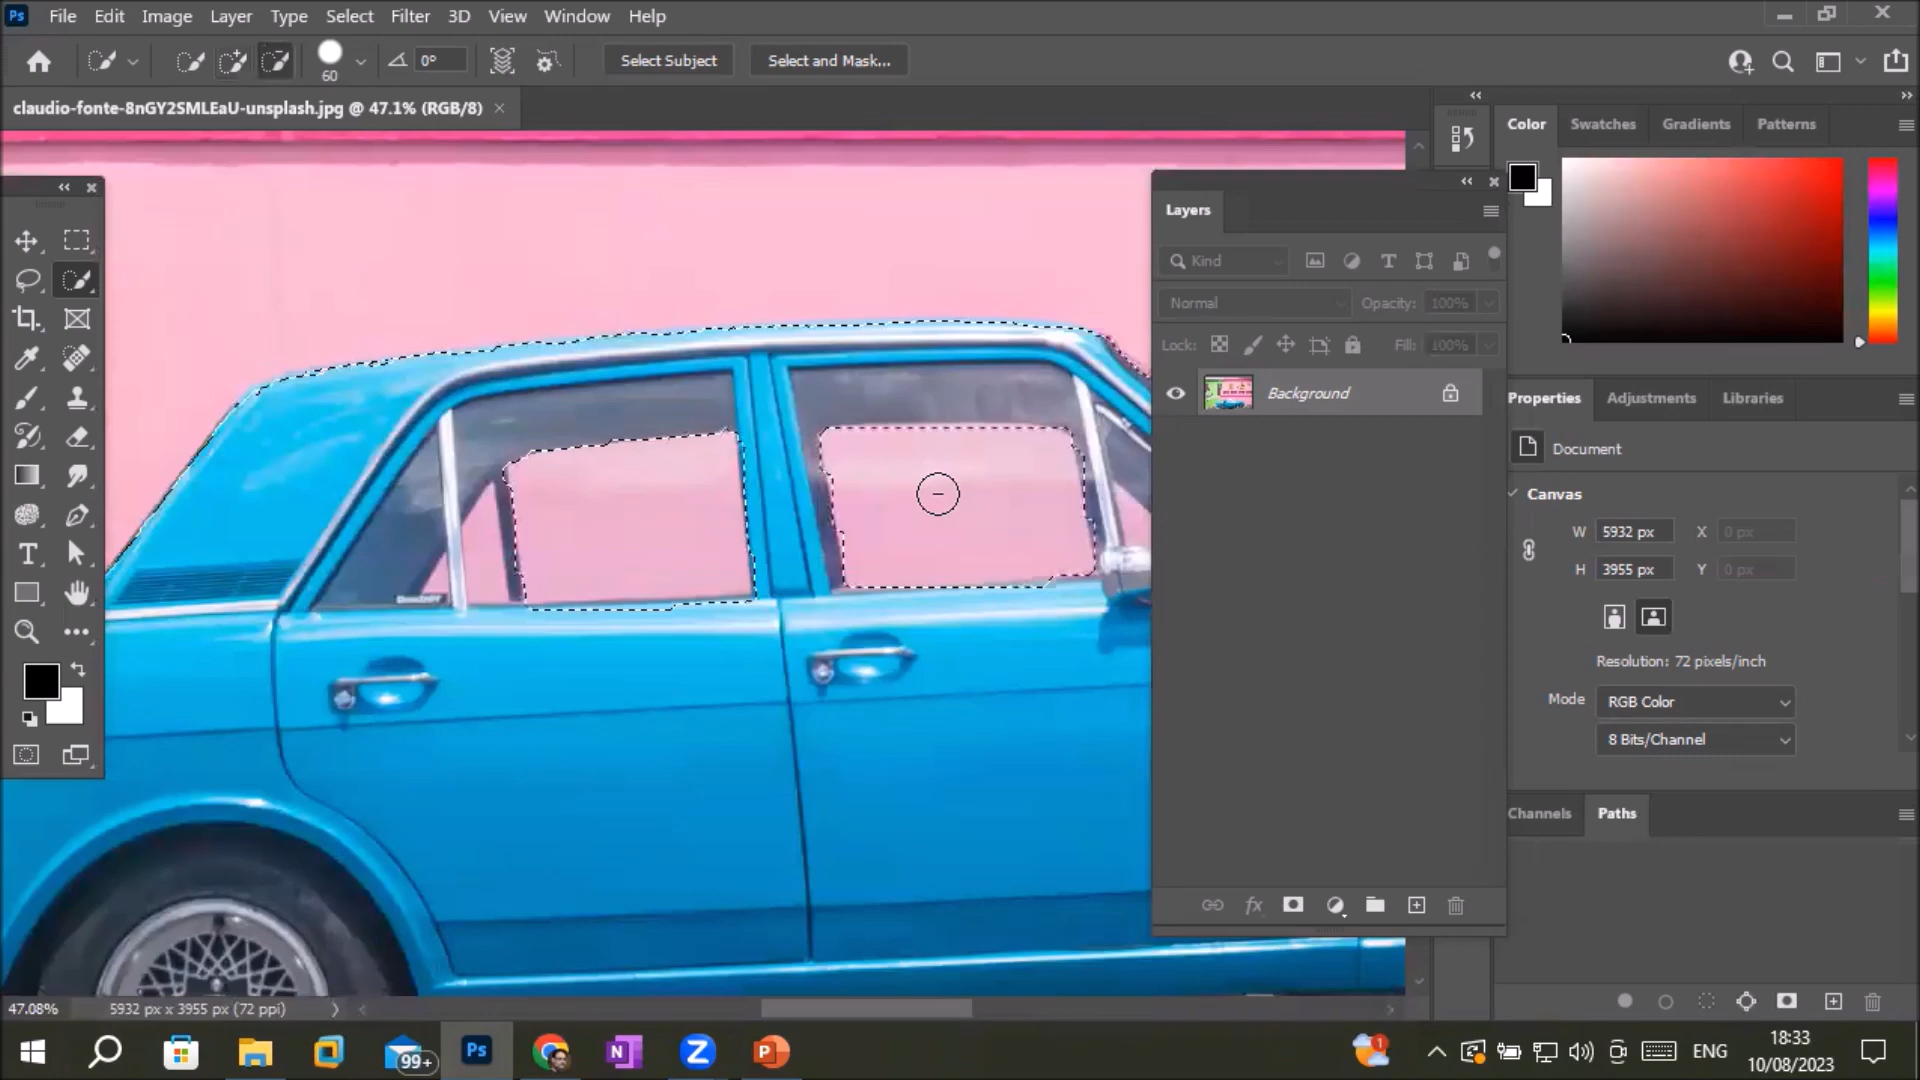 Ps File Edit Image Layer Type Select Filter 3D View Window Help
60 0° Select Subject Select and Mask...
claudio-fonte-8nGY2SMLEaU-unsplash.jpg @ 47.1% (RGB/8) ×
Color Swatches Gradients Patterns
Layers
Kind
Normal Opacity: 100%
Lock: Fill: 100%
Background
Properties Adjustments Libraries
Document
Canvas
W 5932 px X 0 px
H 3955 px Y 0 px
Resolution: 72 pixels/inch
Mode RGB Color
8 Bits/Channel
fx
Channels Paths
47.08% 5932 px x 3955 px (72 ppi)
99+ Ps N Z P 1 ENG
18:33
10/08/2023